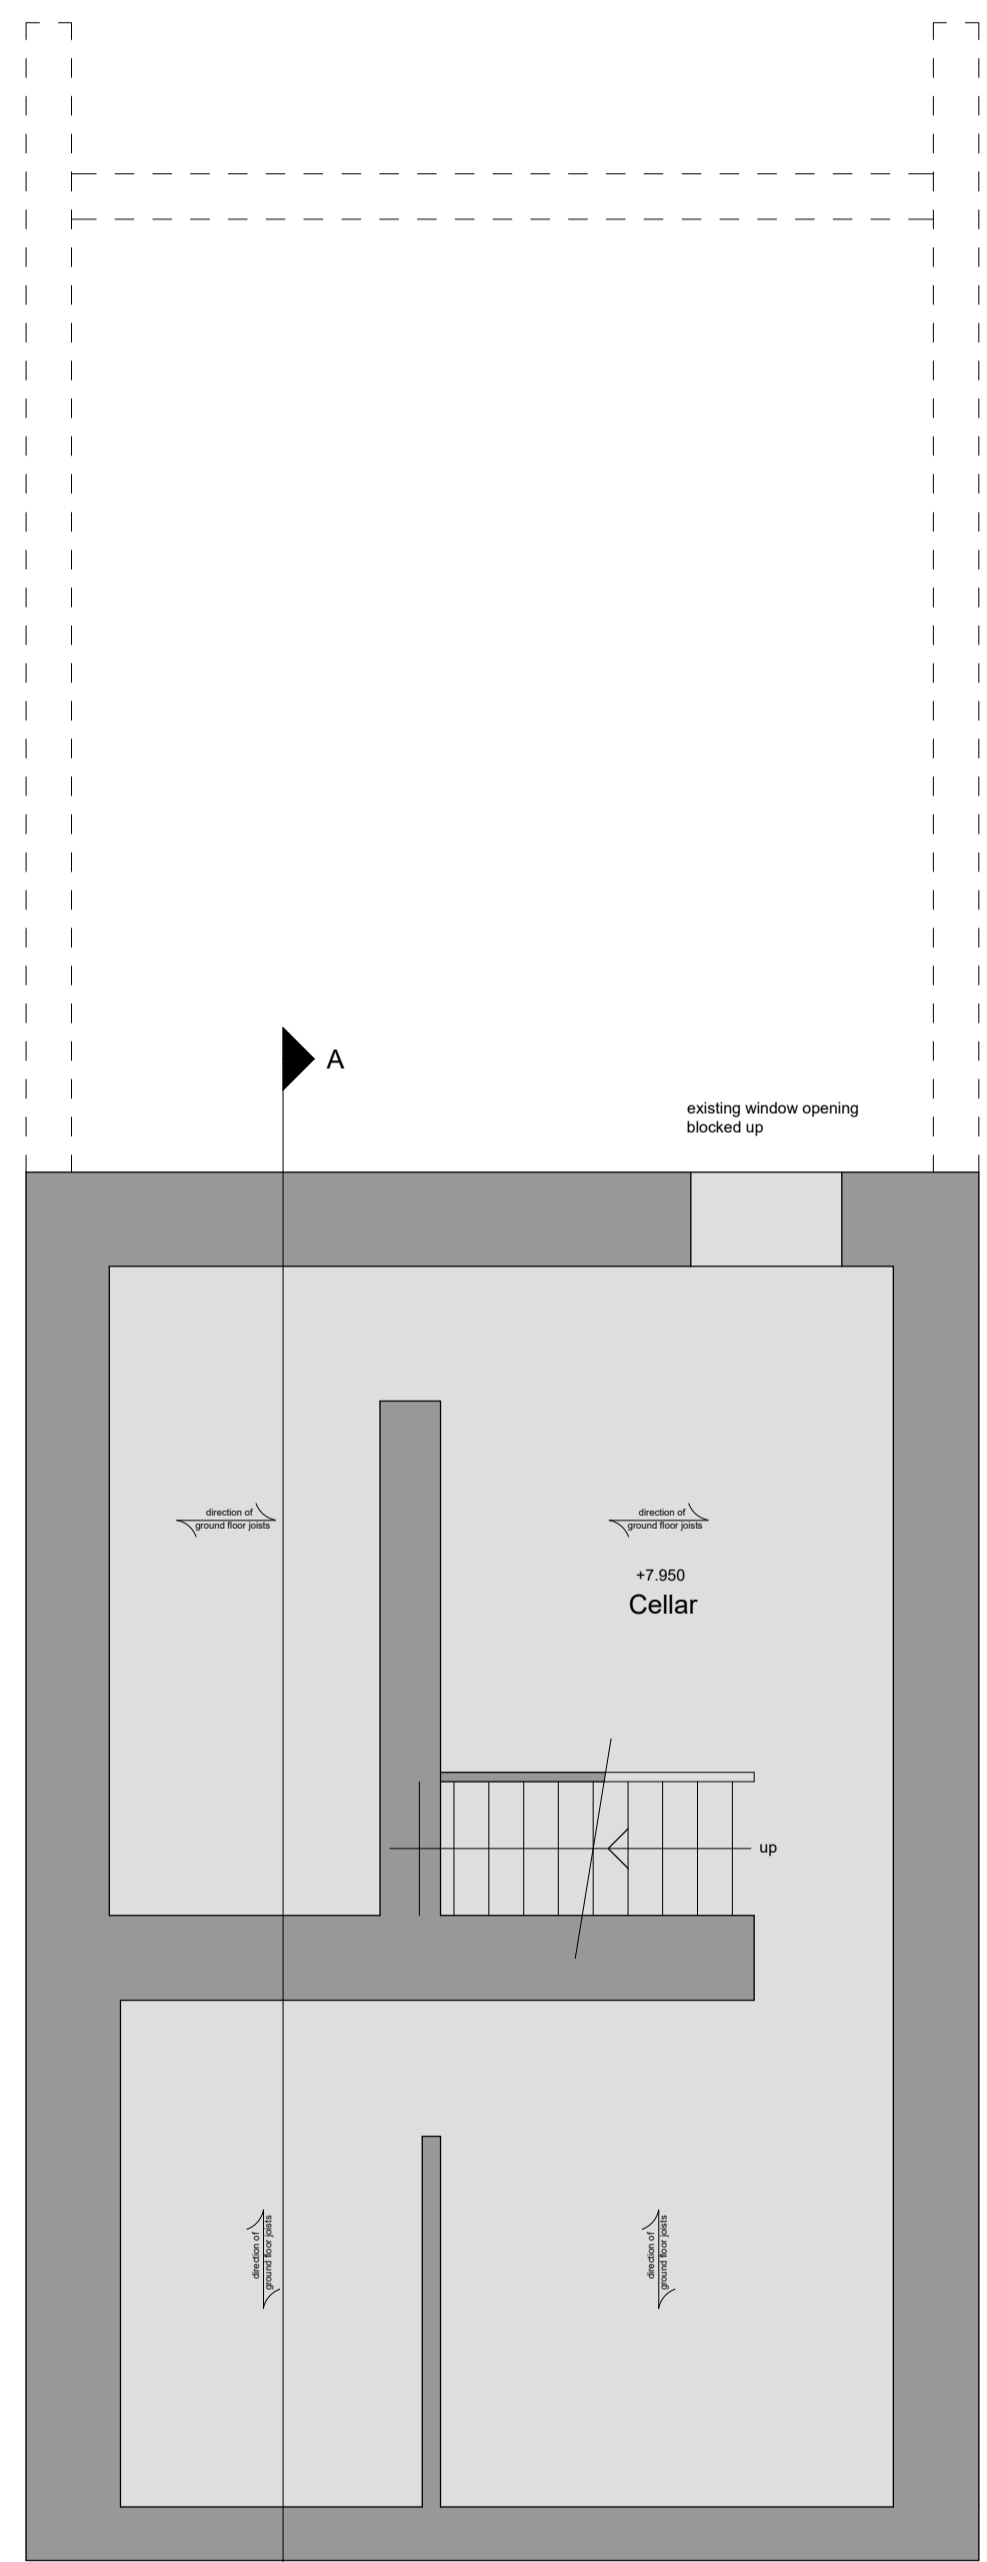 A
existing window opening
blocked up
direction of
ground floor joists
direction of
ground floor joists
+7.950
Cellar
up
direction of
ground floor joists
direction of
ground floor joists